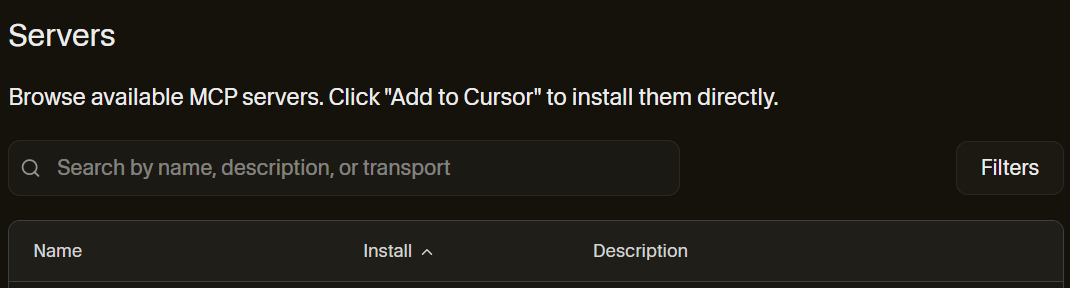 Servers
Browse available MCP servers. Click "Add to Cursor" to install them directly.
Search by name, description, or transport
Filters
Name Install Description